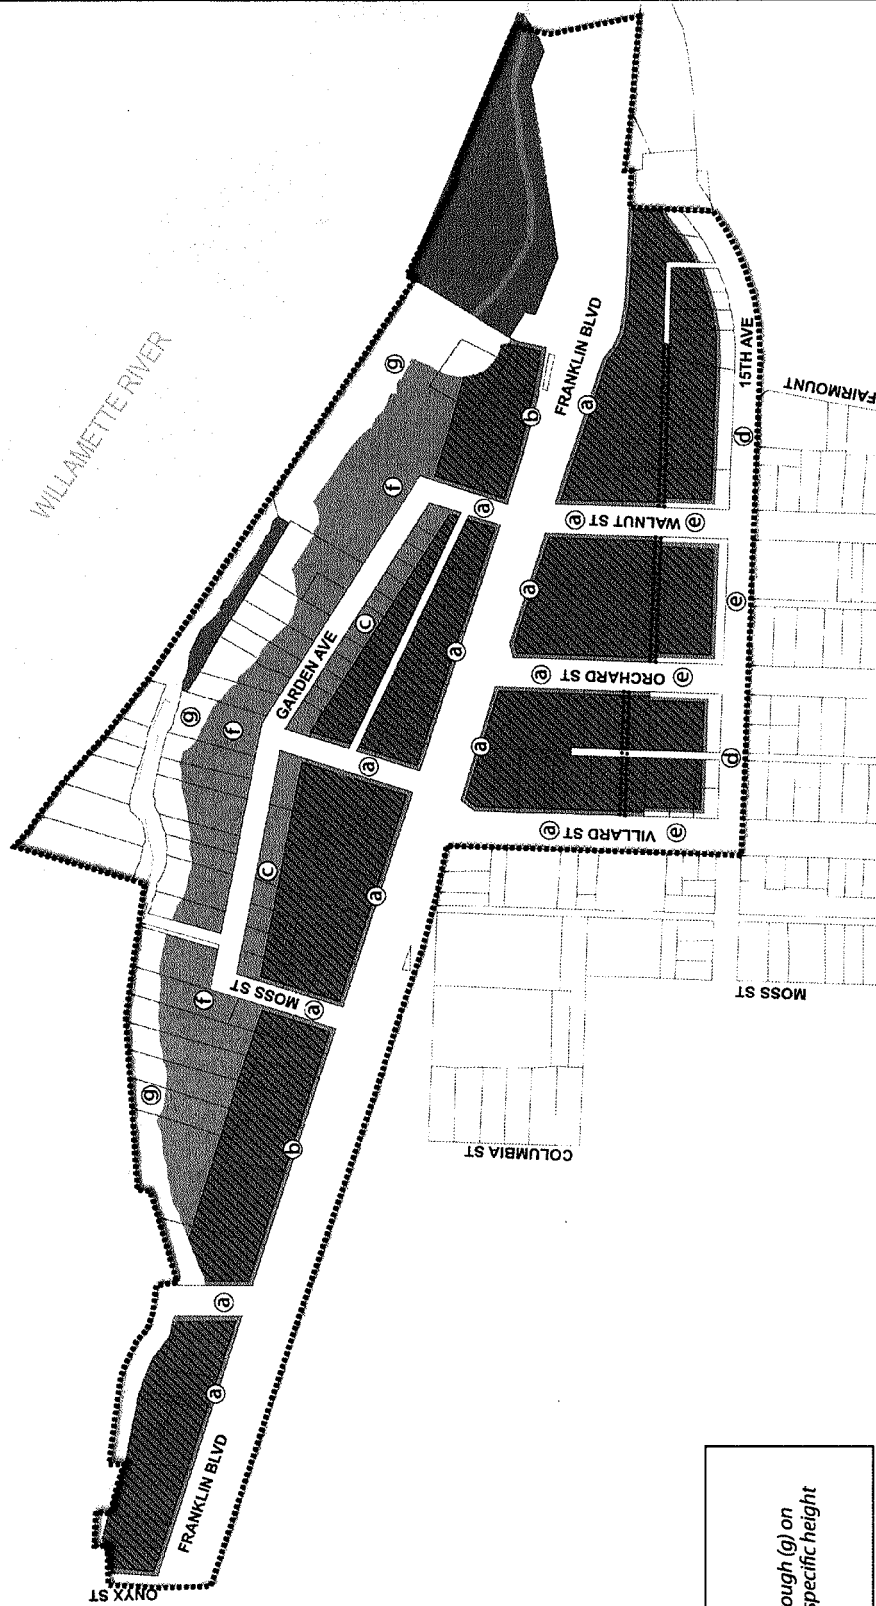 WILLAMETTE RIVER
g
f
b
FRANKLIN BLVD
a
15TH AVE
FAIRMOUNT
d
a
a
WALNUT ST
e
c
a
a
GARDEN AVE
a
ORCHARD ST
e
e
g
f
a
a
d
a
VILLARD ST
e
c
a
f
MOSS ST
a
MOSS ST
g
b
COLUMBIA ST
a
a
FRANKLIN BLVD
ONYX ST
ough (g) on
specific height